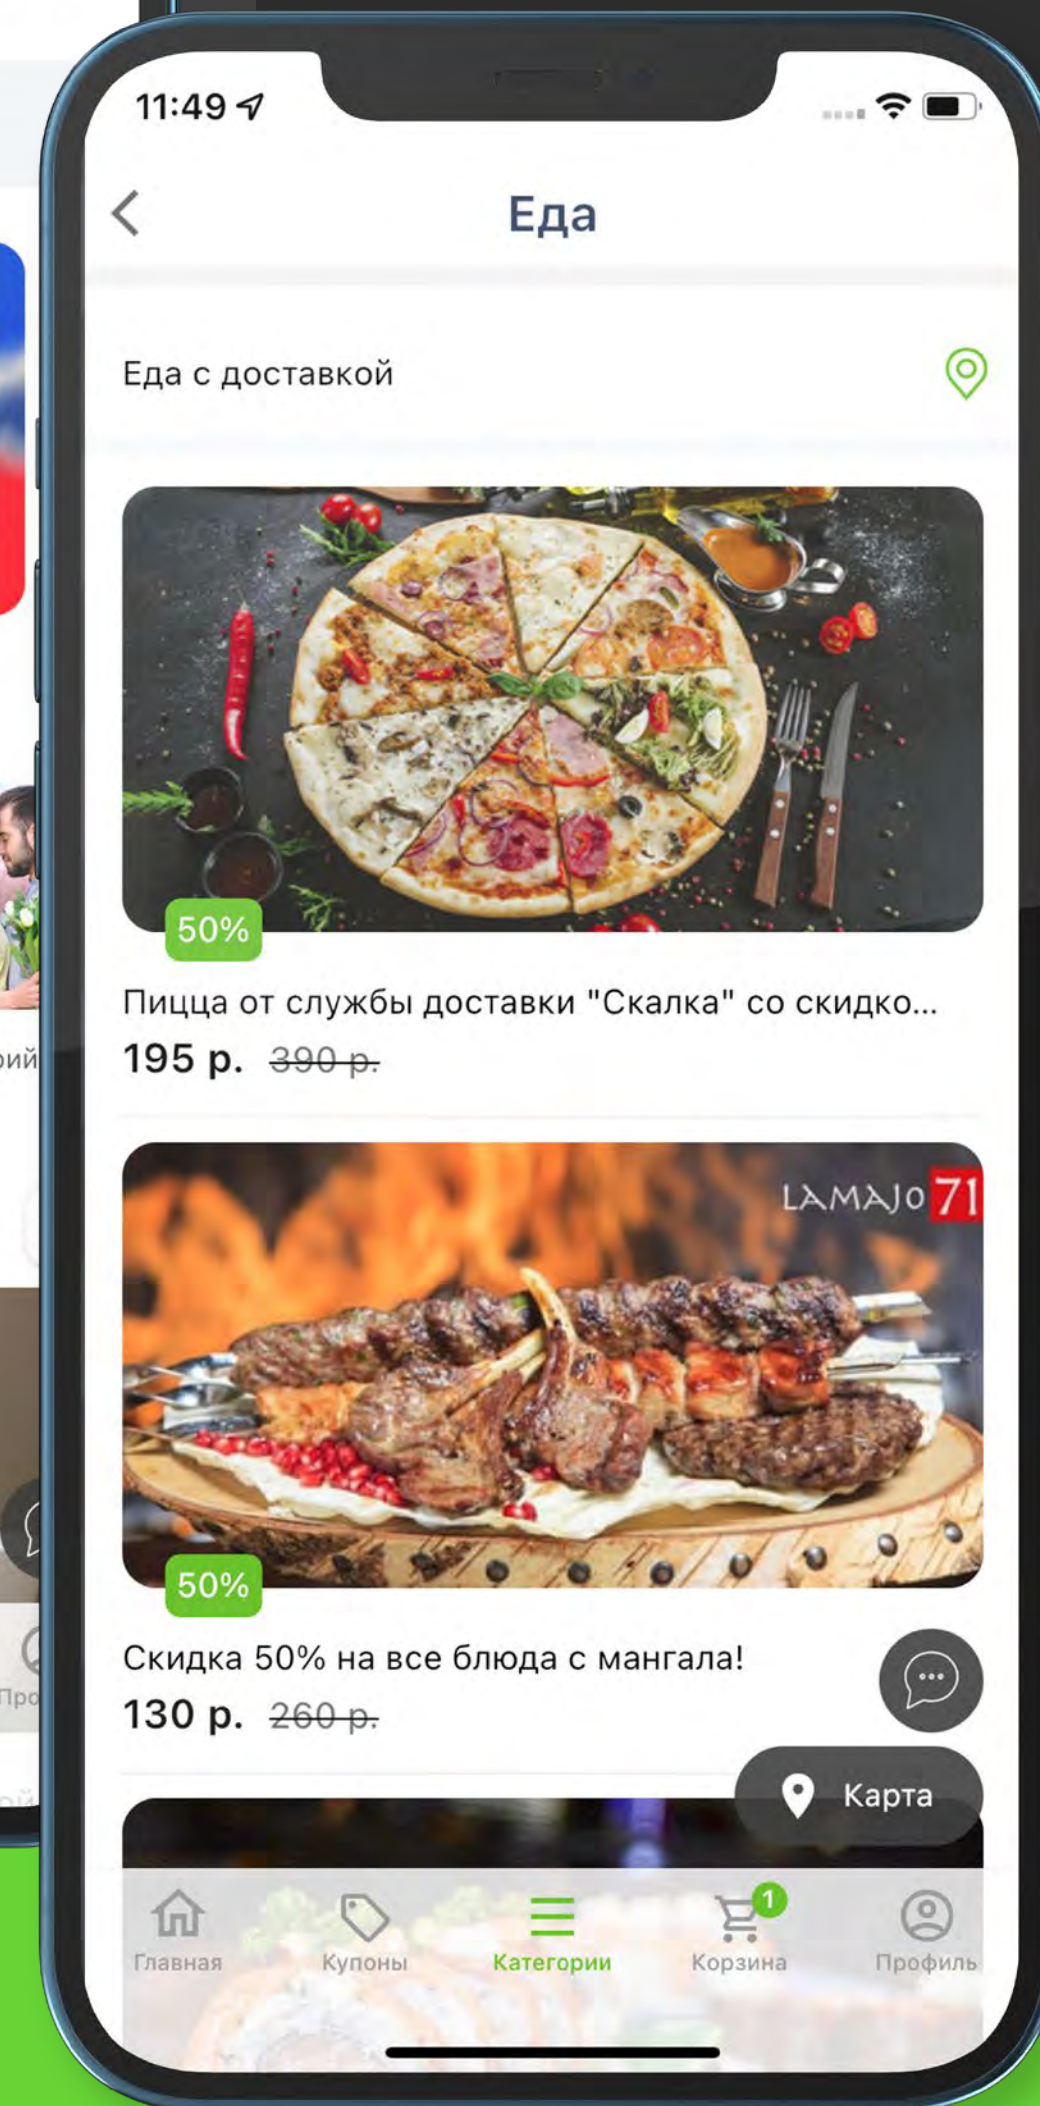 11:49
Еда
Еда с доставкой
50%
Пицца от службы доставки "Скалка" со скидко...
195 р. 390 р.
LAMAJO 71
50%
Скидка 50% на все блюда с мангала!
130 р. 260 р.
Карта
1
Главная Купоны Категории Корзина Профиль